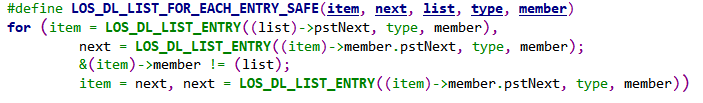 #define LOS_DL_LIST_FOR_EACH_ENTRY_SAFE(item, next, list, type, member)
for (item = LOS_DL_LIST_ENTRY((list)->pstNext, type, member),
next = LOS_DL_LIST_ENTRY((item)->member.pstNext, type, member);
&(item)->member != (list);
item = next, next = LOS_DL_LIST_ENTRY((item)->member.pstNext, type, member))